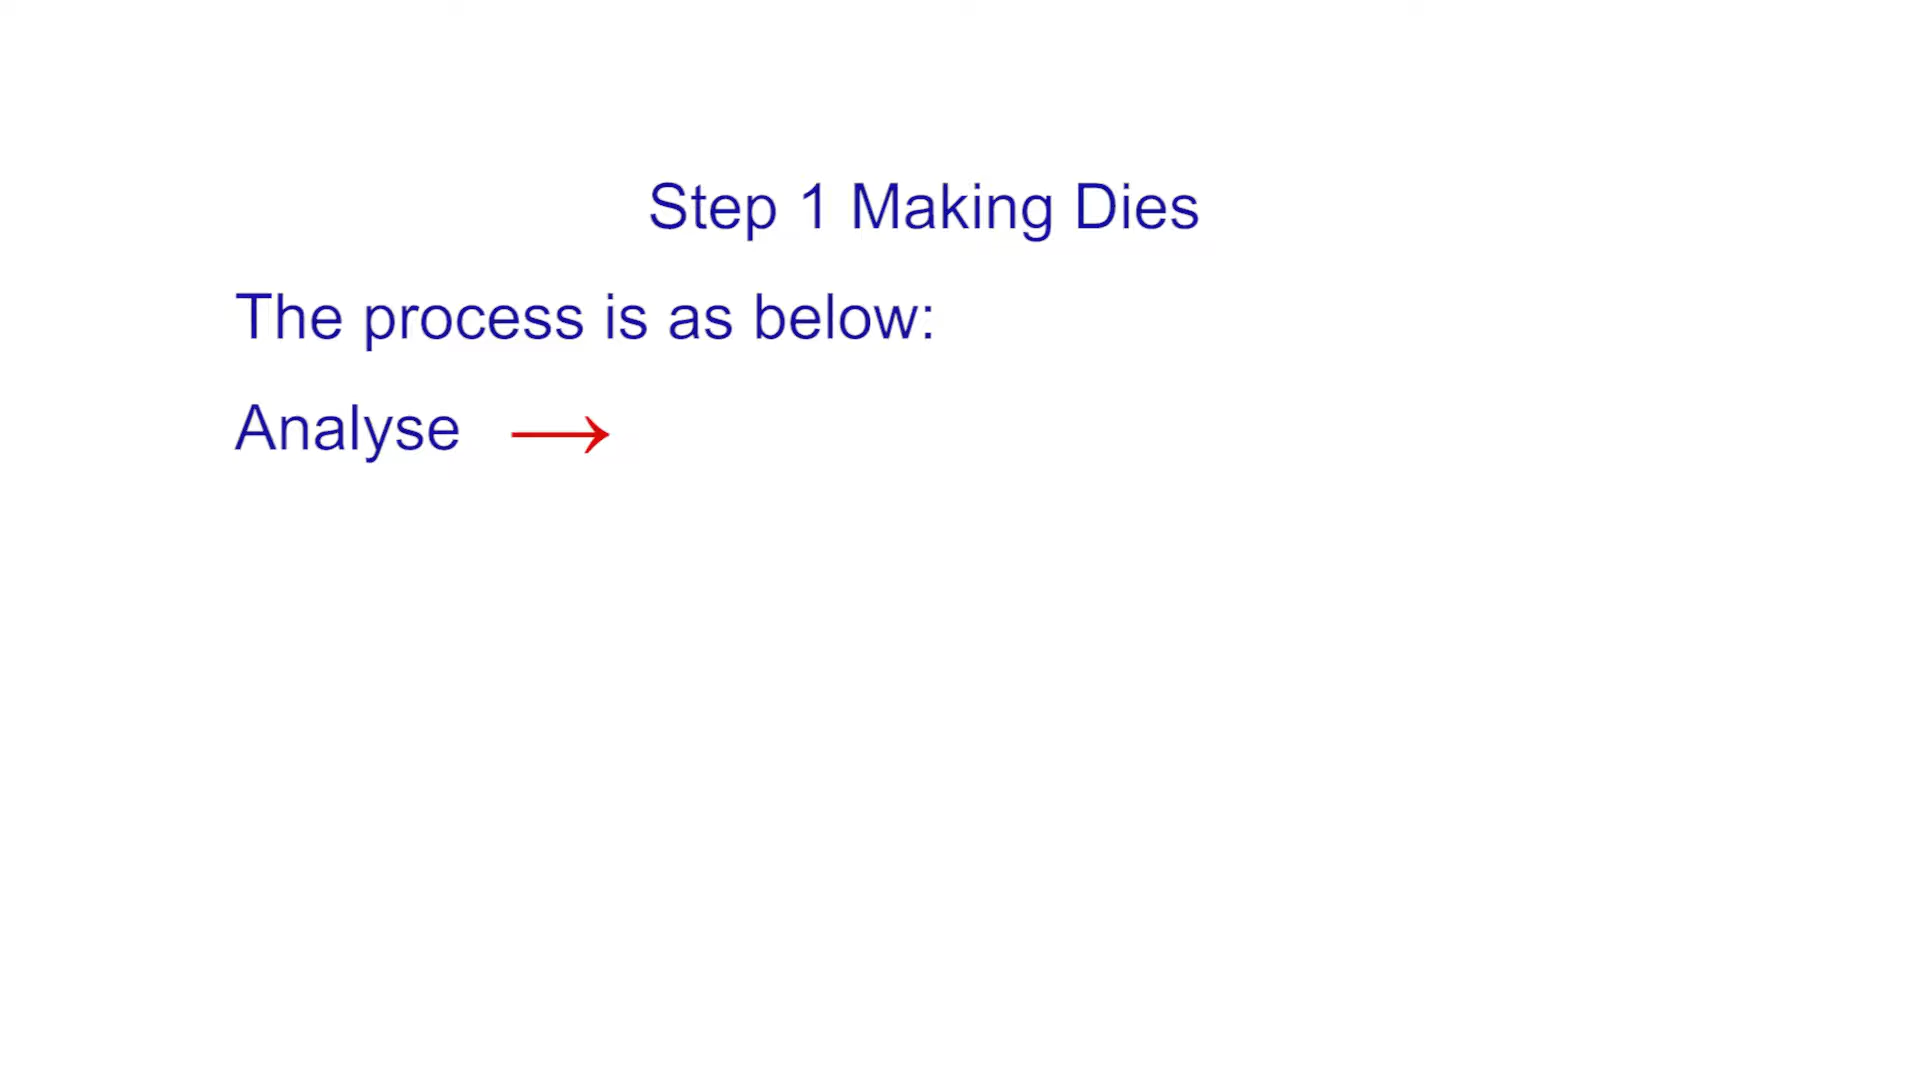 Step 1 Making Dies
The process is as below:
Analyse →